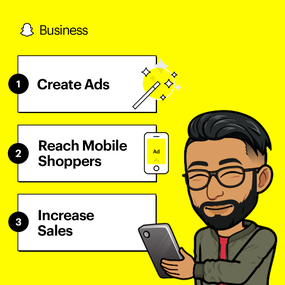 Business
1 Create Ads
2 Reach Mobile
Shoppers
Ad
3 Increase
Sales